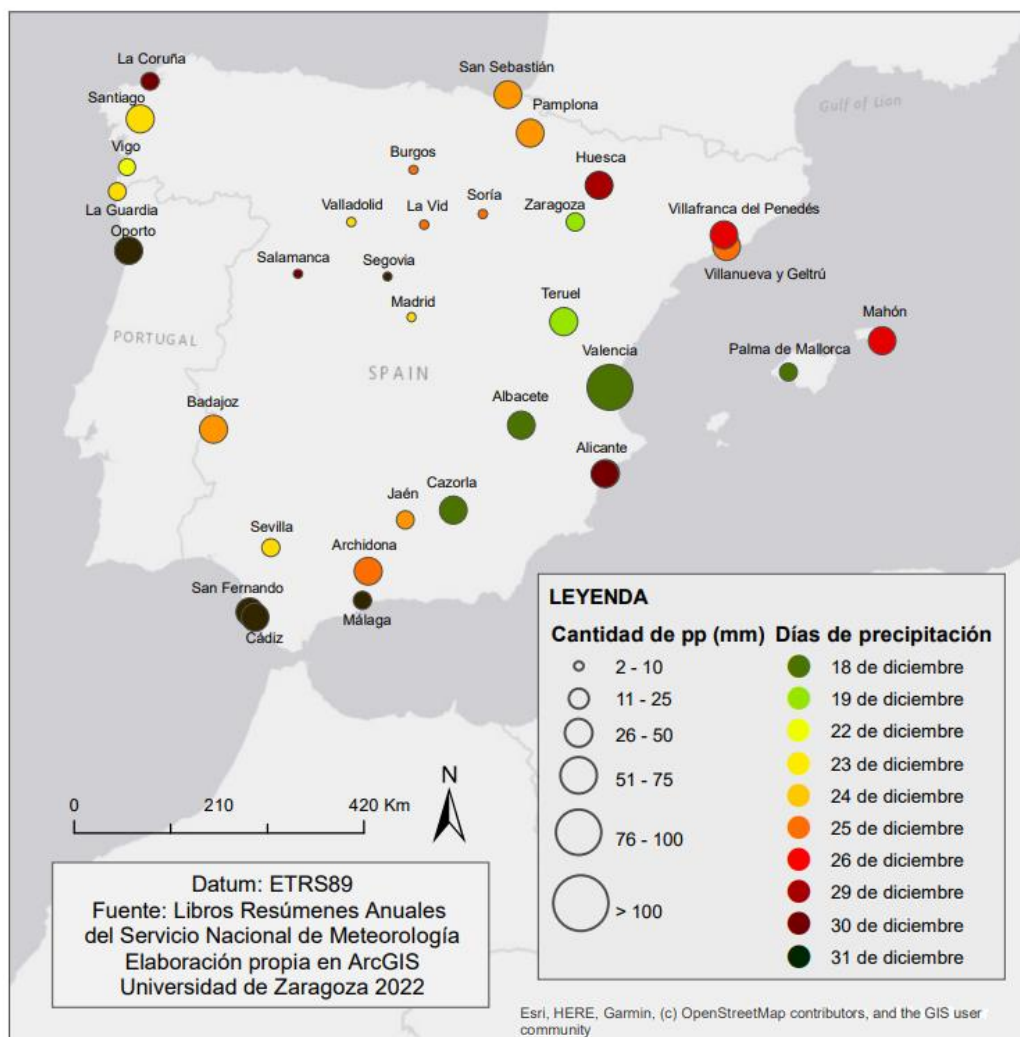 La Coruña
San Sebastián
Santiago
Pamplona
Gulf of Lion
Vigo
Burgos
Huesca
La Guardia
Valladolid
La Vid
Soría
Zaragoza
Villafranca del Penedés
Oporto
Salamanca
Segovia
Villanueva y Geltrú
Madrid
Teruel
Mahón
PORTUGAL
SPAIN
Valencia
Palma de Mallorca
Badajoz
Albacete
Alicante
Jaén
Cazorla
Sevilla
Archidona
San Fernando
Málaga
Cádiz
LEYENDA
Cantidad de pp (mm)
2 - 10
11 - 25
26 - 50
51 - 75
76 - 100
> 100
Días de precipitación
18 de diciembre
19 de diciembre
22 de diciembre
23 de diciembre
24 de diciembre
25 de diciembre
26 de diciembre
29 de diciembre
30 de diciembre
31 de diciembre
N
0 210 420 Km
Datum: ETRS89
Fuente: Libros Resúmenes Anuales
del Servicio Nacional de Meteorología
Elaboración propia en ArcGIS
Universidad de Zaragoza 2022
Esri, HERE, Garmin, (c) OpenStreetMap contributors, and the GIS user
community